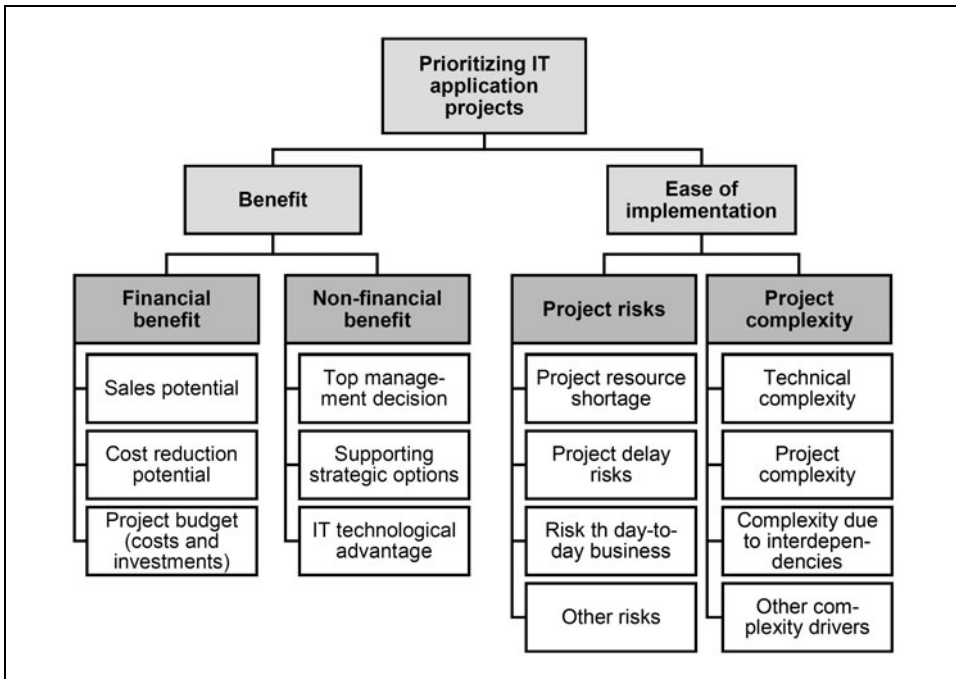 Prioritizing IT
application
projects
Benefit
Ease of
implementation
Financial
benefit
Non-financial
benefit
Project risks
Project
complexity
Sales potential
Cost reduction
potential
Project budget
(costs and
investments)
Top manage-
ment decision
Supporting
strategic options
IT technological
advantage
Project resource
shortage
Project delay
risks
Risk th day-to-
day business
Other risks
Technical
complexity
Project
complexity
Complexity due
to interdepen-
dencies
Other com-
plexity drivers